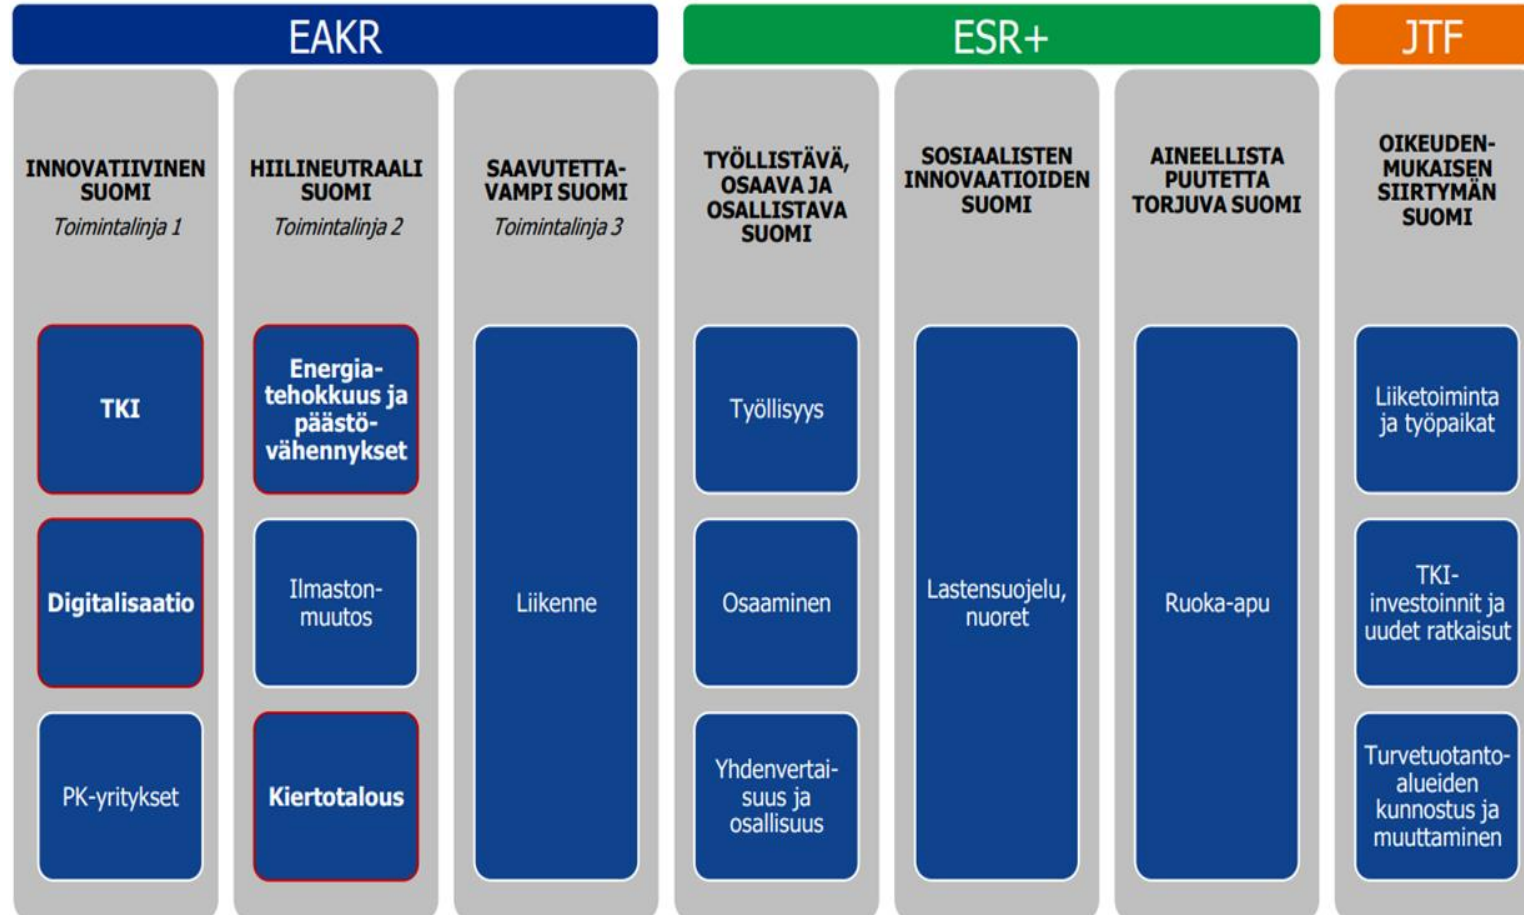 EAKR
ESR+
JTF
INNOVATIIVINEN
SUOMI
Toimintalinja 1
TKI
Digitalisaatio
PK-yritykset
HIILINEUTRAALI
SUOMI
Toimintalinja 2
Energia-
tehokkuus ja
päästö-
vähennykset
Ilmaston-
muutos
Kiertotalous
SAAVUTETTA-
VAMPI SUOMI
Toimintalinja 3
Liikenne
TYÖLLISTÄVÄ,
OSAAVA JA
OSALLISTAVA
SUOMI
Työllisyys
Osaaminen
Yhdenvertai-
suus ja
osallisuus
SOSIAALISTEN
INNOVAATIOIDEN
SUOMI
Lastensuojelu,
nuoret
AINEELLISTA
PUUTETTA
TORJUVA SUOMI
Ruoka-apu
OIKEUDEN-
MUKAISEN
SIIRTYMÄN
SUOMI
Liiketoiminta
ja työpaikat
TKI-
investoinnit ja
uudet ratkaisut
Turvetuotanto-
alueiden
kunnostus ja
muuttaminen